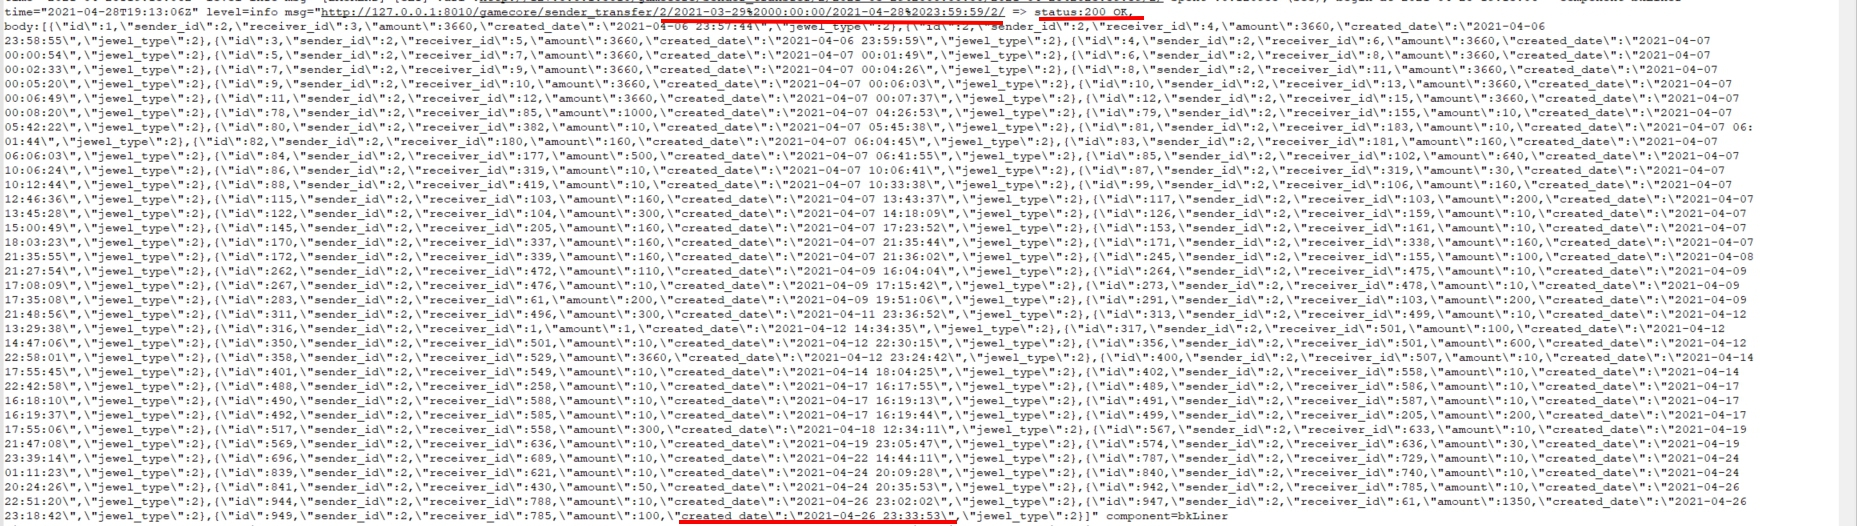 time="2021-04-28T19:13:06Z" level=info msg="http://127.0.0.1:8010/gamecore/sender_transfer/2/2021-03-29%2000:00:00/2021-04-28%2023:59:59/2/ => status:200 OK,
body:[{\"id\":1,\"sender_id\":2,\"receiver_id\":3,\"amount\":3660,\"created_date\":\"2021-04-06 23:57:44\",\"jewel_type\":2},{\"id\":2,\"sender_id\":2,\"receiver_id\":4,\"amount\":3660,\"created_date\":\"2021-04-06
23:58:55\",\"jewel_type\":2},{\"id\":3,\"sender_id\":2,\"receiver_id\":5,\"amount\":3660,\"created_date\":\"2021-04-06 23:59:59\",\"jewel_type\":2},{\"id\":4,\"sender_id\":2,\"receiver_id\":6,\"amount\":3660,\"created_date\":\"2021-04-07
00:00:54\",\"jewel_type\":2},{\"id\":5,\"sender_id\":2,\"receiver_id\":7,\"amount\":3660,\"created_date\":\"2021-04-07 00:01:49\",\"jewel_type\":2},{\"id\":6,\"sender_id\":2,\"receiver_id\":8,\"amount\":3660,\"created_date\":\"2021-04-07
00:02:33\",\"jewel_type\":2},{\"id\":7,\"sender_id\":2,\"receiver_id\":9,\"amount\":3660,\"created_date\":\"2021-04-07 00:04:26\",\"jewel_type\":2},{\"id\":8,\"sender_id\":2,\"receiver_id\":11,\"amount\":3660,\"created_date\":\"2021-04-07
00:05:20\",\"jewel_type\":2},{\"id\":9,\"sender_id\":2,\"receiver_id\":10,\"amount\":3660,\"created_date\":\"2021-04-07 00:06:03\",\"jewel_type\":2},{\"id\":10,\"sender_id\":2,\"receiver_id\":13,\"amount\":3660,\"created_date\":\"2021-04-07
00:06:49\",\"jewel_type\":2},{\"id\":11,\"sender_id\":2,\"receiver_id\":12,\"amount\":3660,\"created_date\":\"2021-04-07 00:07:37\",\"jewel_type\":2},{\"id\":12,\"sender_id\":2,\"receiver_id\":15,\"amount\":3660,\"created_date\":\"2021-04-07
00:08:20\",\"jewel_type\":2},{\"id\":78,\"sender_id\":2,\"receiver_id\":85,\"amount\":1000,\"created_date\":\"2021-04-07 04:26:53\",\"jewel_type\":2},{\"id\":79,\"sender_id\":2,\"receiver_id\":155,\"amount\":10,\"created_date\":\"2021-04-07
05:42:22\",\"jewel_type\":2},{\"id\":80,\"sender_id\":2,\"receiver_id\":382,\"amount\":10,\"created_date\":\"2021-04-07 05:45:38\",\"jewel_type\":2},{\"id\":81,\"sender_id\":2,\"receiver_id\":183,\"amount\":10,\"created_date\":\"2021-04-07 06:
01:44\",\"jewel_type\":2},{\"id\":82,\"sender_id\":2,\"receiver_id\":180,\"amount\":160,\"created_date\":\"2021-04-07 06:04:45\",\"jewel_type\":2},{\"id\":83,\"sender_id\":2,\"receiver_id\":181,\"amount\":160,\"created_date\":\"2021-04-07
06:06:03\",\"jewel_type\":2},{\"id\":84,\"sender_id\":2,\"receiver_id\":177,\"amount\":500,\"created_date\":\"2021-04-07 06:41:55\",\"jewel_type\":2},{\"id\":85,\"sender_id\":2,\"receiver_id\":102,\"amount\":640,\"created_date\":\"2021-04-07
10:06:24\",\"jewel_type\":2},{\"id\":86,\"sender_id\":2,\"receiver_id\":319,\"amount\":10,\"created_date\":\"2021-04-07 10:06:41\",\"jewel_type\":2},{\"id\":87,\"sender_id\":2,\"receiver_id\":319,\"amount\":30,\"created_date\":\"2021-04-07
10:12:44\",\"jewel_type\":2},{\"id\":88,\"sender_id\":2,\"receiver_id\":419,\"amount\":10,\"created_date\":\"2021-04-07 10:33:38\",\"jewel_type\":2},{\"id\":99,\"sender_id\":2,\"receiver_id\":106,\"amount\":160,\"created_date\":\"2021-04-07
12:46:36\",\"jewel_type\":2},{\"id\":115,\"sender_id\":2,\"receiver_id\":103,\"amount\":160,\"created_date\":\"2021-04-07 13:43:37\",\"jewel_type\":2},{\"id\":117,\"sender_id\":2,\"receiver_id\":103,\"amount\":200,\"created_date\":\"2021-04-07
13:45:28\",\"jewel_type\":2},{\"id\":122,\"sender_id\":2,\"receiver_id\":104,\"amount\":300,\"created_date\":\"2021-04-07 14:18:09\",\"jewel_type\":2},{\"id\":126,\"sender_id\":2,\"receiver_id\":159,\"amount\":10,\"created_date\":\"2021-04-07
15:00:49\",\"jewel_type\":2},{\"id\":145,\"sender_id\":2,\"receiver_id\":205,\"amount\":160,\"created_date\":\"2021-04-07 17:23:52\",\"jewel_type\":2},{\"id\":153,\"sender_id\":2,\"receiver_id\":161,\"amount\":10,\"created_date\":\"2021-04-07
18:03:23\",\"jewel_type\":2},{\"id\":170,\"sender_id\":2,\"receiver_id\":337,\"amount\":160,\"created_date\":\"2021-04-07 21:35:44\",\"jewel_type\":2},{\"id\":171,\"sender_id\":2,\"receiver_id\":338,\"amount\":160,\"created_date\":\"2021-04-07
21:35:55\",\"jewel_type\":2},{\"id\":172,\"sender_id\":2,\"receiver_id\":339,\"amount\":160,\"created_date\":\"2021-04-07 21:36:02\",\"jewel_type\":2},{\"id\":245,\"sender_id\":2,\"receiver_id\":155,\"amount\":100,\"created_date\":\"2021-04-08
21:27:54\",\"jewel_type\":2},{\"id\":262,\"sender_id\":2,\"receiver_id\":472,\"amount\":110,\"created_date\":\"2021-04-09 16:04:04\",\"jewel_type\":2},{\"id\":264,\"sender_id\":2,\"receiver_id\":475,\"amount\":10,\"created_date\":\"2021-04-09
17:08:09\",\"jewel_type\":2},{\"id\":267,\"sender_id\":2,\"receiver_id\":476,\"amount\":10,\"created_date\":\"2021-04-09 17:15:42\",\"jewel_type\":2},{\"id\":273,\"sender_id\":2,\"receiver_id\":478,\"amount\":10,\"created_date\":\"2021-04-09
17:35:08\",\"jewel_type\":2},{\"id\":283,\"sender_id\":2,\"receiver_id\":61,\"amount\":200,\"created_date\":\"2021-04-09 19:51:06\",\"jewel_type\":2},{\"id\":291,\"sender_id\":2,\"receiver_id\":103,\"amount\":200,\"created_date\":\"2021-04-09
21:48:56\",\"jewel_type\":2},{\"id\":311,\"sender_id\":2,\"receiver_id\":496,\"amount\":300,\"created_date\":\"2021-04-11 23:36:52\",\"jewel_type\":2},{\"id\":313,\"sender_id\":2,\"receiver_id\":499,\"amount\":10,\"created_date\":\"2021-04-12
13:29:38\",\"jewel_type\":2},{\"id\":316,\"sender_id\":2,\"receiver_id\":1,\"amount\":1,\"created_date\":\"2021-04-12 14:34:35\",\"jewel_type\":2},{\"id\":317,\"sender_id\":2,\"receiver_id\":501,\"amount\":100,\"created_date\":\"2021-04-12
14:47:06\",\"jewel_type\":2},{\"id\":350,\"sender_id\":2,\"receiver_id\":501,\"amount\":10,\"created_date\":\"2021-04-12 22:30:15\",\"jewel_type\":2},{\"id\":356,\"sender_id\":2,\"receiver_id\":501,\"amount\":600,\"created_date\":\"2021-04-12
22:58:01\",\"jewel_type\":2},{\"id\":358,\"sender_id\":2,\"receiver_id\":529,\"amount\":3660,\"created_date\":\"2021-04-12 23:24:42\",\"jewel_type\":2},{\"id\":400,\"sender_id\":2,\"receiver_id\":507,\"amount\":10,\"created_date\":\"2021-04-14
17:55:45\",\"jewel_type\":2},{\"id\":401,\"sender_id\":2,\"receiver_id\":549,\"amount\":10,\"created_date\":\"2021-04-14 18:04:25\",\"jewel_type\":2},{\"id\":402,\"sender_id\":2,\"receiver_id\":558,\"amount\":10,\"created_date\":\"2021-04-14
22:42:58\",\"jewel_type\":2},{\"id\":488,\"sender_id\":2,\"receiver_id\":258,\"amount\":10,\"created_date\":\"2021-04-17 16:17:55\",\"jewel_type\":2},{\"id\":489,\"sender_id\":2,\"receiver_id\":586,\"amount\":10,\"created_date\":\"2021-04-17
16:18:10\",\"jewel_type\":2},{\"id\":490,\"sender_id\":2,\"receiver_id\":588,\"amount\":10,\"created_date\":\"2021-04-17 16:19:13\",\"jewel_type\":2},{\"id\":491,\"sender_id\":2,\"receiver_id\":587,\"amount\":10,\"created_date\":\"2021-04-17
16:19:37\",\"jewel_type\":2},{\"id\":492,\"sender_id\":2,\"receiver_id\":585,\"amount\":10,\"created_date\":\"2021-04-17 16:19:44\",\"jewel_type\":2},{\"id\":499,\"sender_id\":2,\"receiver_id\":205,\"amount\":200,\"created_date\":\"2021-04-17
17:55:06\",\"jewel_type\":2},{\"id\":517,\"sender_id\":2,\"receiver_id\":558,\"amount\":300,\"created_date\":\"2021-04-18 12:34:11\",\"jewel_type\":2},{\"id\":567,\"sender_id\":2,\"receiver_id\":633,\"amount\":10,\"created_date\":\"2021-04-19
21:47:08\",\"jewel_type\":2},{\"id\":569,\"sender_id\":2,\"receiver_id\":636,\"amount\":10,\"created_date\":\"2021-04-19 23:05:47\",\"jewel_type\":2},{\"id\":574,\"sender_id\":2,\"receiver_id\":636,\"amount\":30,\"created_date\":\"2021-04-19
23:39:14\",\"jewel_type\":2},{\"id\":696,\"sender_id\":2,\"receiver_id\":689,\"amount\":10,\"created_date\":\"2021-04-22 14:44:11\",\"jewel_type\":2},{\"id\":787,\"sender_id\":2,\"receiver_id\":729,\"amount\":10,\"created_date\":\"2021-04-24
01:11:23\",\"jewel_type\":2},{\"id\":839,\"sender_id\":2,\"receiver_id\":621,\"amount\":10,\"created_date\":\"2021-04-24 20:09:28\",\"jewel_type\":2},{\"id\":840,\"sender_id\":2,\"receiver_id\":740,\"amount\":10,\"created_date\":\"2021-04-24
20:24:26\",\"jewel_type\":2},{\"id\":841,\"sender_id\":2,\"receiver_id\":430,\"amount\":50,\"created_date\":\"2021-04-24 20:35:53\",\"jewel_type\":2},{\"id\":942,\"sender_id\":2,\"receiver_id\":785,\"amount\":10,\"created_date\":\"2021-04-26
22:51:20\",\"jewel_type\":2},{\"id\":944,\"sender_id\":2,\"receiver_id\":788,\"amount\":10,\"created_date\":\"2021-04-26 23:02:02\",\"jewel_type\":2},{\"id\":947,\"sender_id\":2,\"receiver_id\":61,\"amount\":1350,\"created_date\":\"2021-04-26
23:18:42\",\"jewel_type\":2},{\"id\":949,\"sender_id\":2,\"receiver_id\":785,\"amount\":100,\"created_date\":\"2021-04-26 23:33:53\",\"jewel_type\":2}]" component=bkLiner